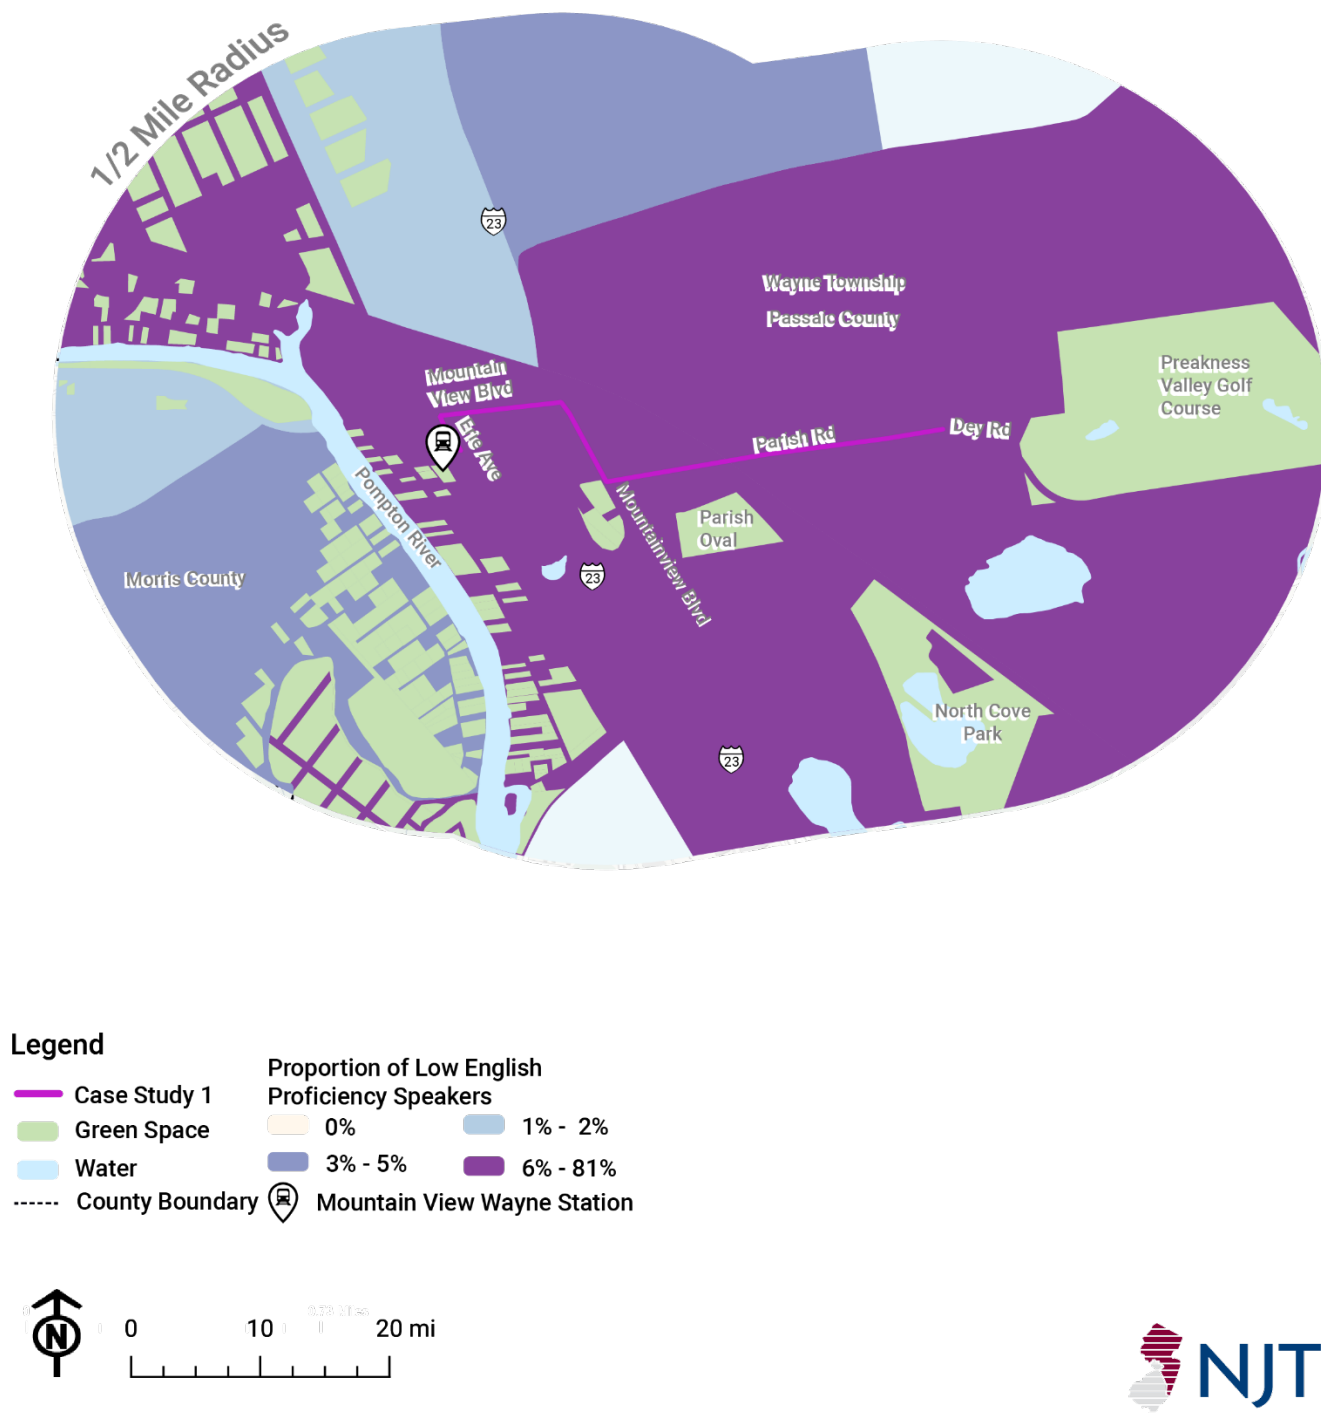 1/2 Mile Radius
23
Wayne Township
Passaic County
Preakness
Valley Golf
Course
Mountain
View Blvd
Erie Ave
Parish Rd
Dey Rd
Pompton River
Mountainview Blvd
Parish
Oval
Morris County
23
North Cove
Park
23
Legend
Case Study 1
Green Space
Water
County Boundary
Proportion of Low English
Proficiency Speakers
0%
1% - 2%
3% - 5%
6% - 81%
Mountain View Wayne Station
N
0
10
20 mi
NJT